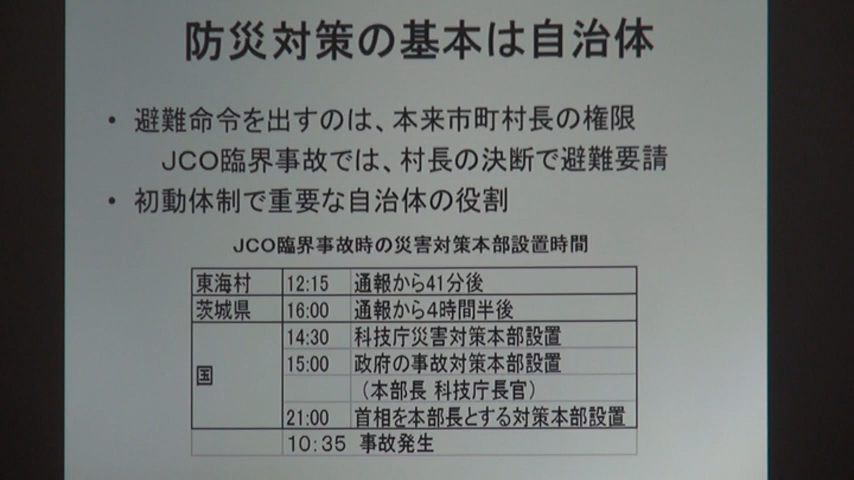 防災対策の基本は自治体
• 避難命令を出すのは、本来市町村長の権限
JCO臨界事故では、村長の決断で避難要請
• 初動体制で重要な自治体の役割
JCO臨界事故時の災害対策本部設置時間
東海村 12:15 通報から41分後
茨城県 16:00 通報から4時間半後
国 14:30 科技庁災害対策本部設置
15:00 政府の事故対策本部設置
（本部長 科技庁長官）
21:00 首相を本部長とする対策本部設置
10:35 事故発生